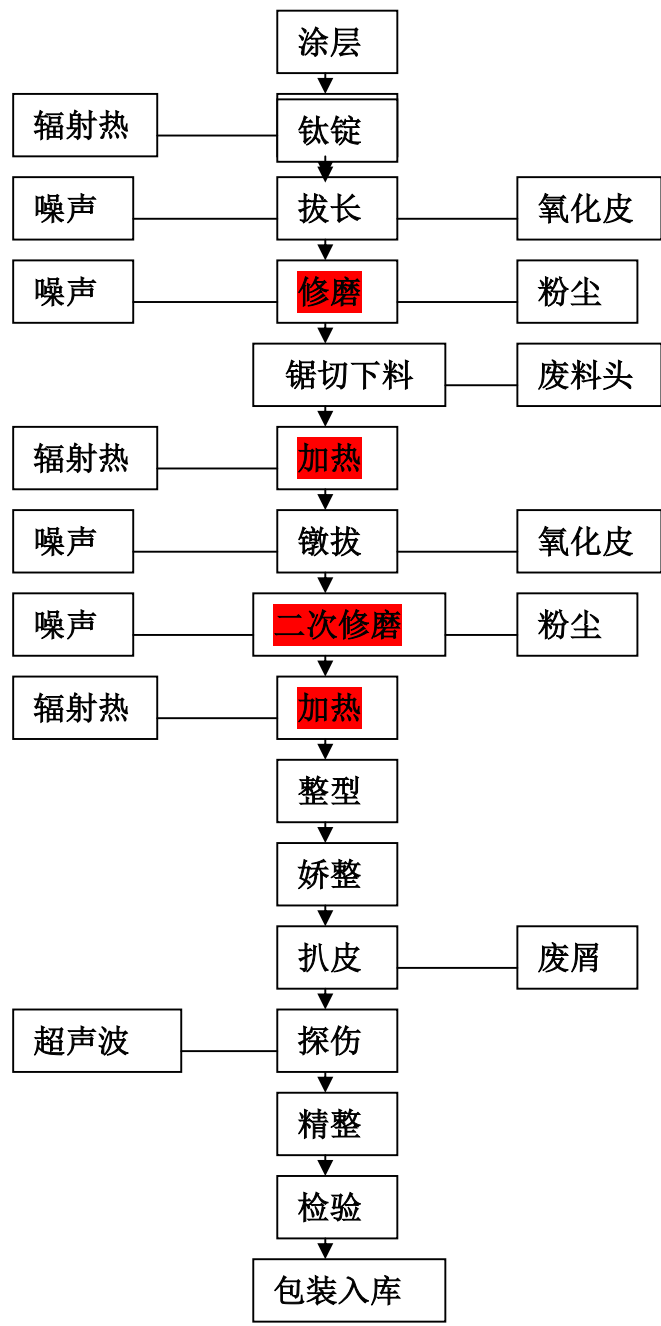 涂层
辐射热 钛锭
噪声 拔长 氧化皮
噪声 修磨 粉尘
锯切下料 废料头
辐射热 加热
噪声 镦拔 氧化皮
噪声 二次修磨 粉尘
辐射热 加热
整型
娇整
扒皮 废屑
超声波 探伤
精整
检验
包装入库